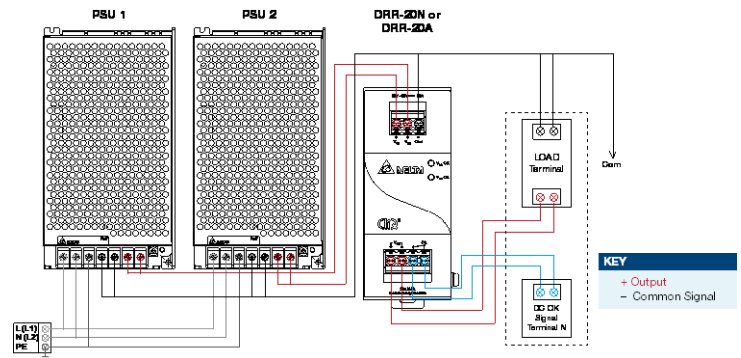 PSU 1
PSU 2
DRR-20N or
DRR-20A
DELTA
LOAD
Terminal
Com
DC OK
Signal
Terminal N
KEY
+ Output
– Common Signal
L(L1)
N(L2)
PE